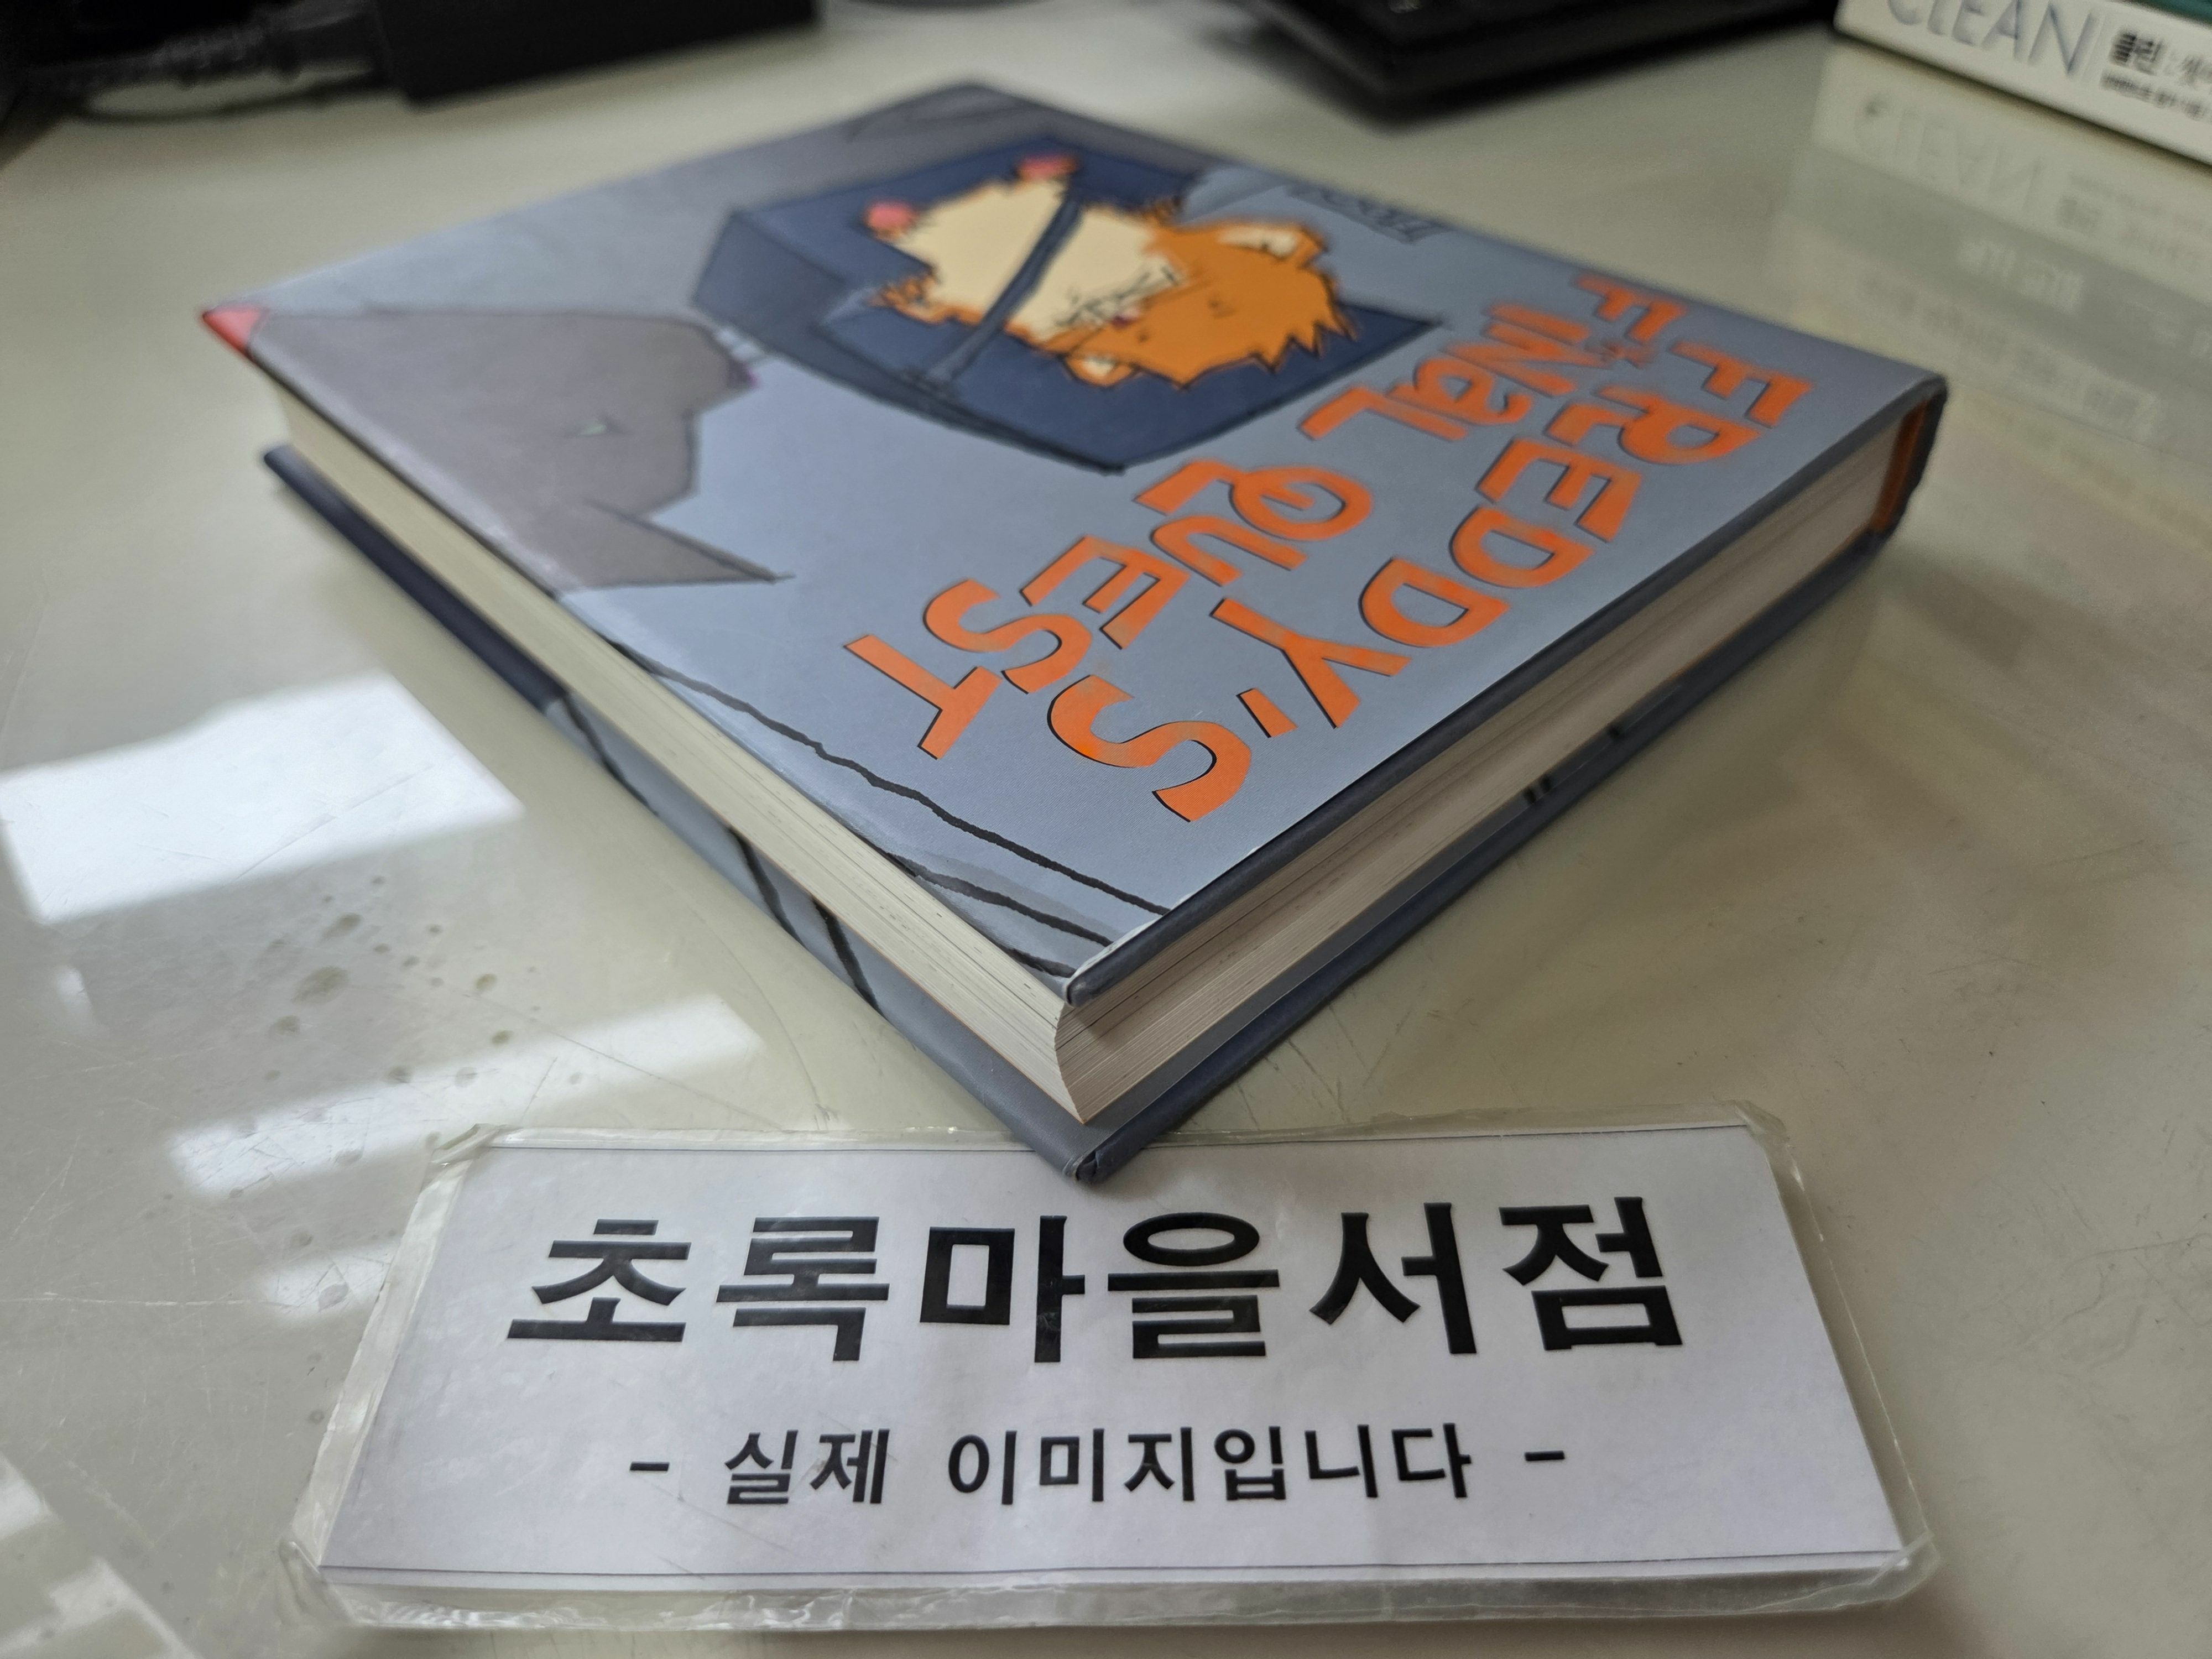 FREDDY'S
FINAL QUEST
CLEAN
클린
초록마을서점
- 실제 이미지입니다 -